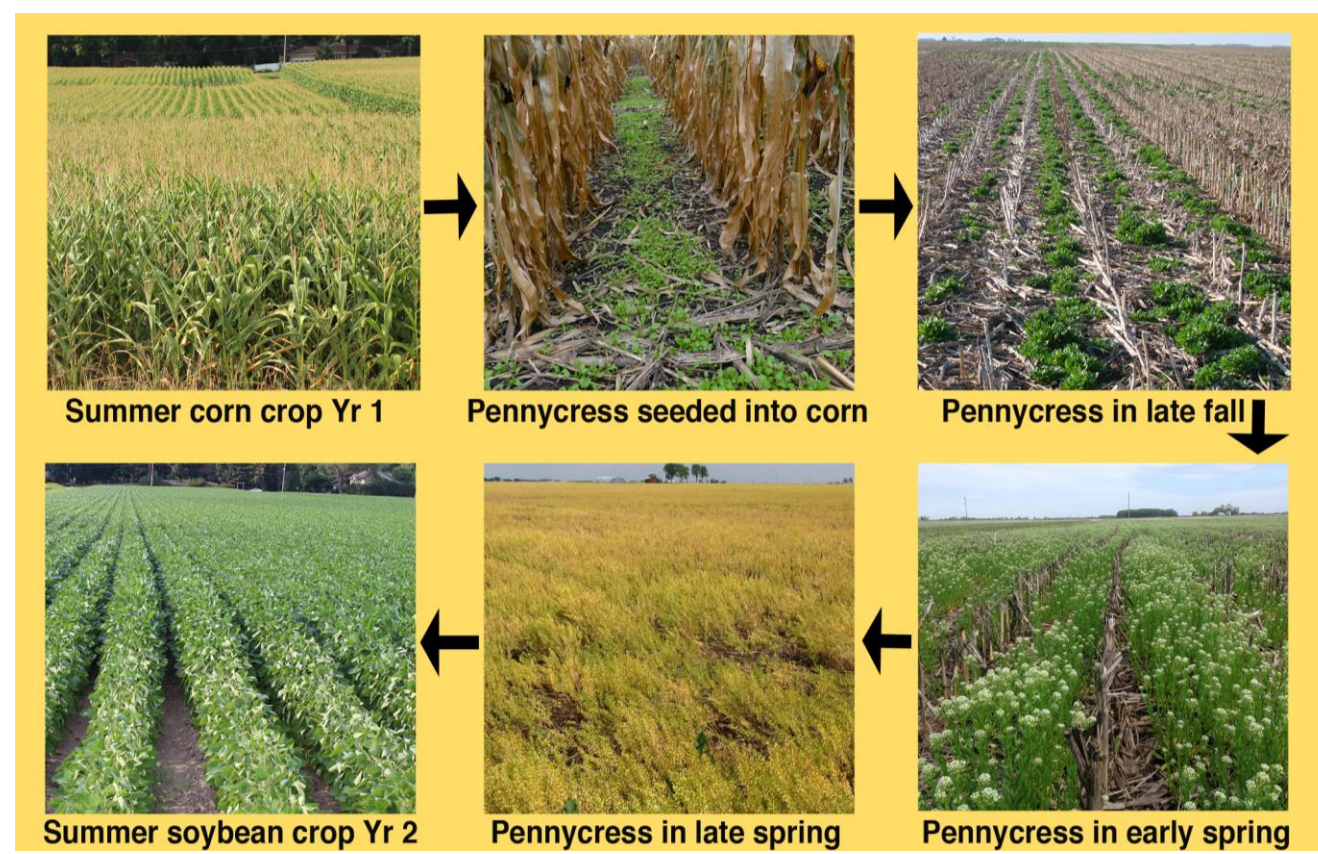 Summer corn crop Yr 1
Pennycress seeded into corn
Pennycress in late fall
Pennycress in early spring
Pennycress in late spring
Summer soybean crop Yr 2